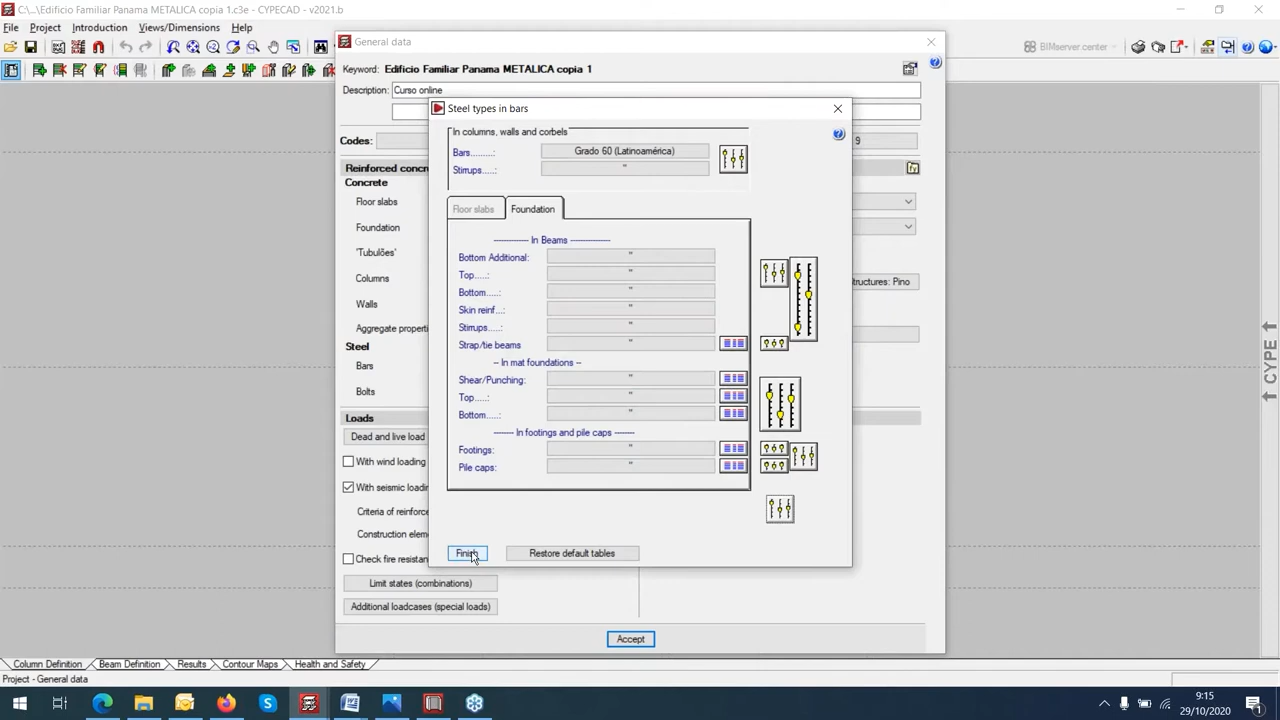 C:\...\Edificio Familiar Panama METALICA copia 1.c3e - CYPECAD - v2021.b
File Project Introduction Views/Dimensions Help
BIMserver.center
General data
Keyword: Edificio Familiar Panama METALICA copia 1
Description: Curso online
Codes:
9
Steel types in bars
In columns, walls and corbels
Bars.........: Grado 60 (Latinoamérica)
Stirrups.....: "
Floor slabs Foundation
------------- In Beams ---------------
Bottom Additional: "
Top.....: "
Bottom.....: "
Skin reinf...: "
Stirrups.....: "
Strap/tie beams "
-- In mat foundations --
Shear/Punching: "
Top.....: "
Bottom.....: "
------- In footings and pile caps --------
Footings: "
Pile caps: "
Finish Restore default tables
Reinforced concre
Concrete
Floor slabs
Foundation
'Tubulões'
Columns
Walls
Aggregate properti
Steel
Bars
Bolts
tructures: Pino
Loads
Dead and live load
With wind loading
With seismic loadi
Criteria of reinforce
Construction eleme
Check fire resistan
Limit states (combinations)
Additional loadcases (special loads)
Accept
CYPE
Column Definition Beam Definition Results Contour Maps Health and Safety
Project - General data
9:15
29/10/2020